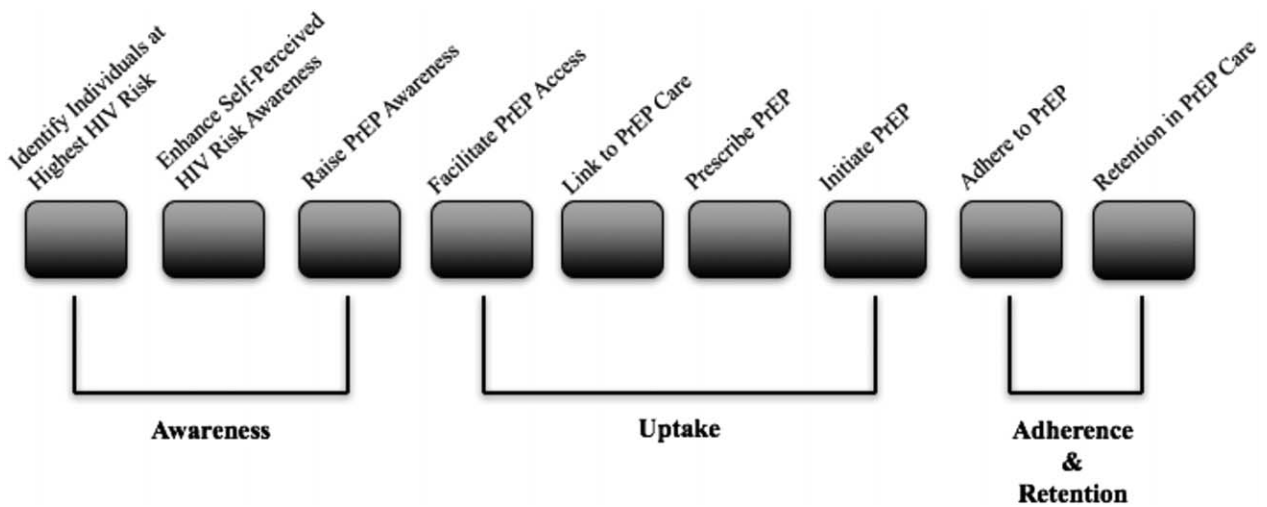 Identify Individuals at
Highest HIV Risk
Enhance Self-Perceived
HIV Risk Awareness
Raise PrEP Awareness
Facilitate PrEP Access
Link to PrEP Care
Prescribe PrEP
Initiate PrEP
Adhere to PrEP
Retention in PrEP Care
Awareness
Uptake
Adherence
&
Retention